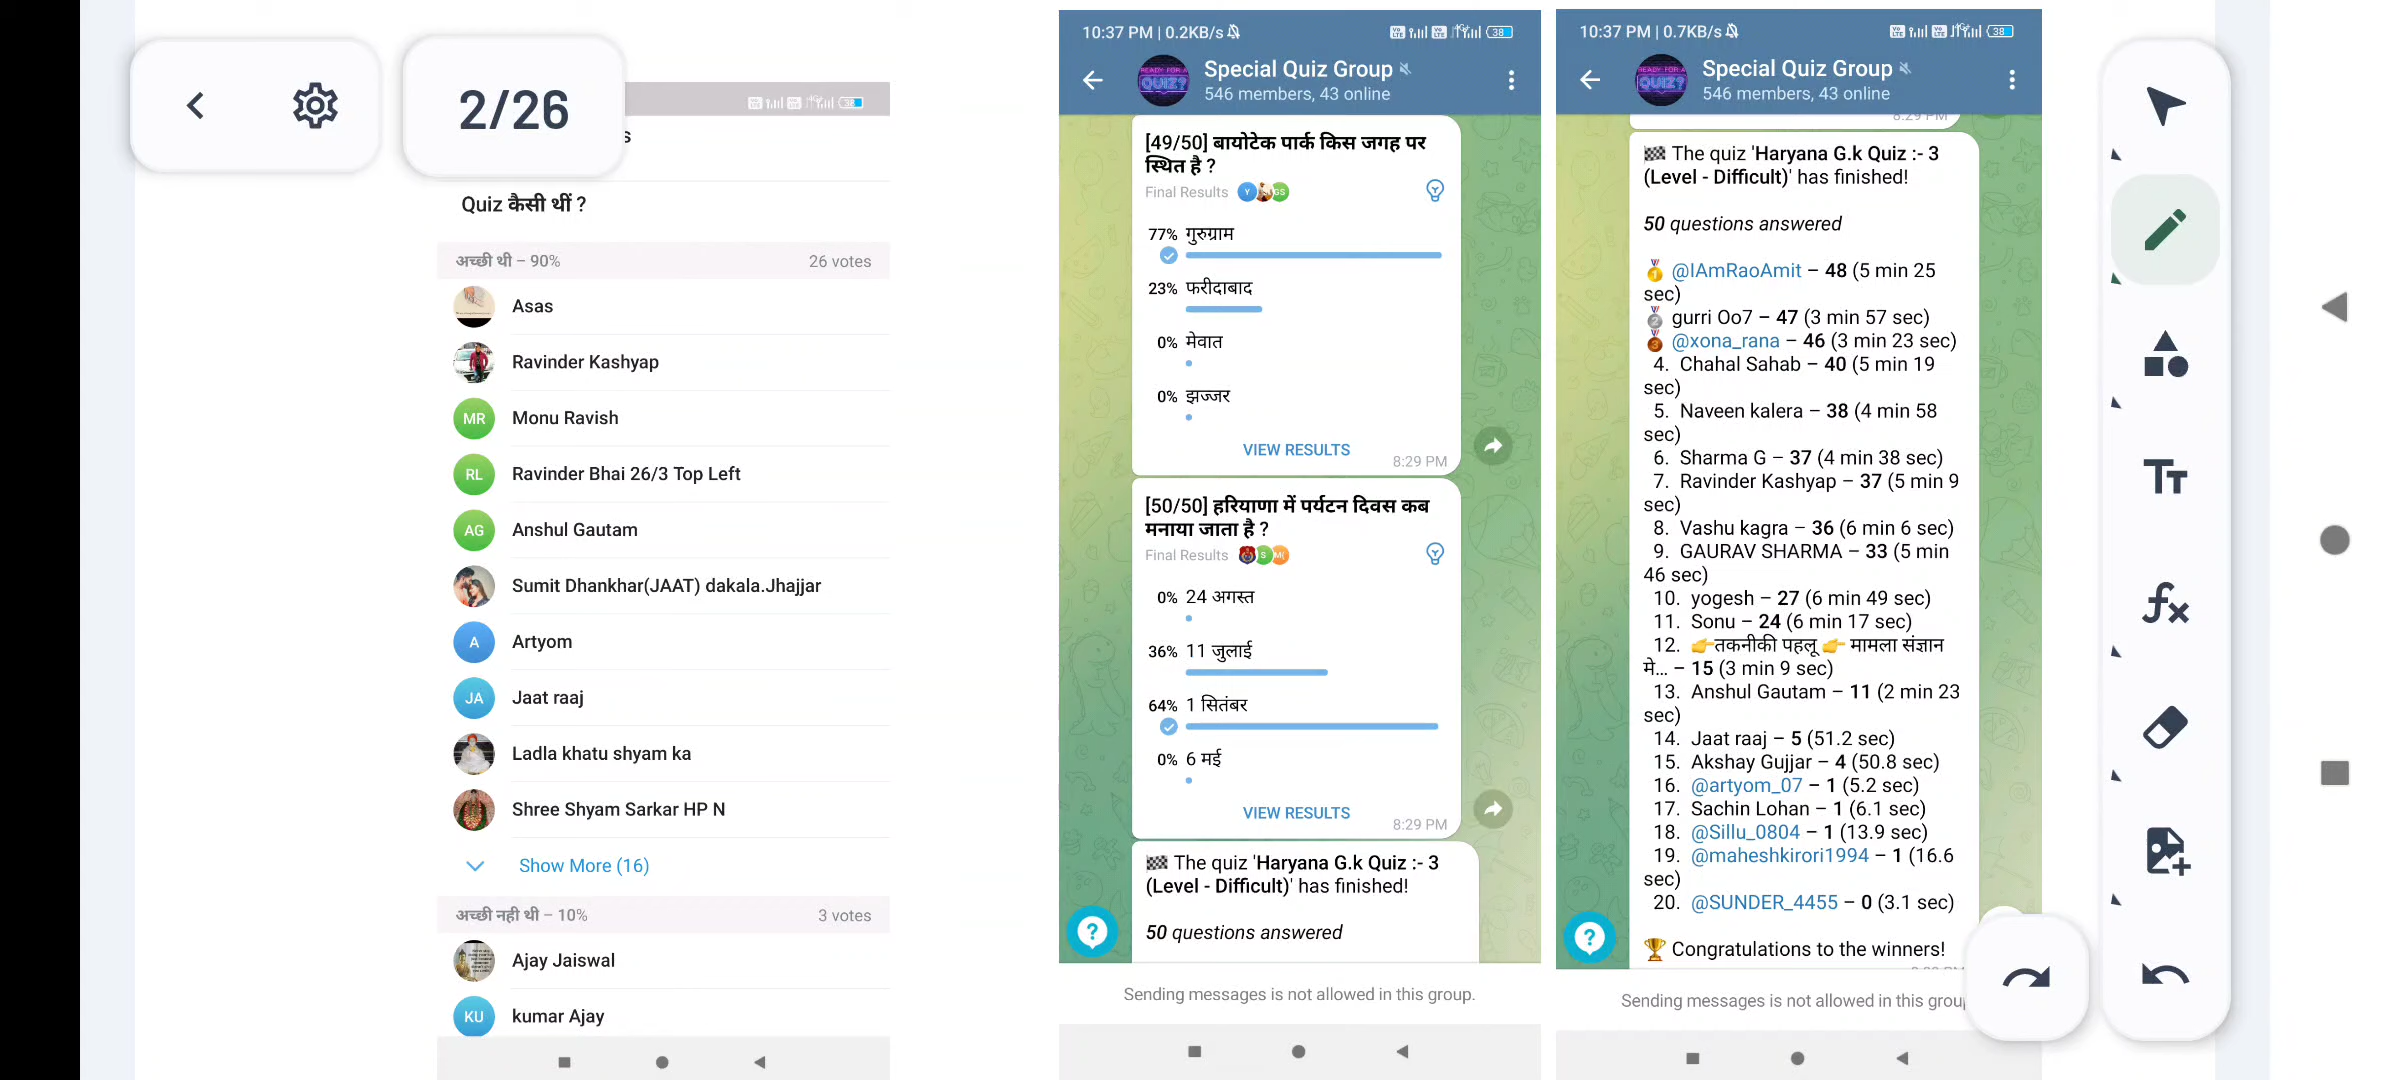 2/26
s
Quiz कैसी थीं ?
अच्छी थी – 90%
26 votes
Asas
Ravinder Kashyap
MR
Monu Ravish
RL
Ravinder Bhai 26/3 Top Left
AG
Anshul Gautam
Sumit Dhankhar(JAAT) dakala.Jhajjar
A
Artyom
JA
Jaat raaj
Ladla khatu shyam ka
Shree Shyam Sarkar HP N
Show More (16)
अच्छी नही थी – 10%
3 votes
Ajay Jaiswal
KU
kumar Ajay
10:37 PM | 0.2KB/s
38
Special Quiz Group
546 members, 43 online
[49/50] बायोटेक पार्क किस जगह पर
स्थित है ?
Final Results
77% गुरुग्राम
23% फरीदाबाद
0% मेवात
0% झज्जर
VIEW RESULTS
8:29 PM
[50/50] हरियाणा में पर्यटन दिवस कब
मनाया जाता है ?
Final Results
0% 24 अगस्त
36% 11 जुलाई
64% 1 सितंबर
0% 6 मई
VIEW RESULTS
8:29 PM
The quiz 'Haryana G.k Quiz :- 3
(Level - Difficult)' has finished!
50 questions answered
Sending messages is not allowed in this group.
10:37 PM | 0.7KB/s
38
Special Quiz Group
546 members, 43 online
8:29 PM
The quiz 'Haryana G.k Quiz :- 3
(Level - Difficult)' has finished!
50 questions answered
@IAmRaoAmit – 48 (5 min 25
sec)
gurri Oo7 – 47 (3 min 57 sec)
@xona_rana – 46 (3 min 23 sec)
4. Chahal Sahab – 40 (5 min 19
sec)
5. Naveen kalera – 38 (4 min 58
sec)
6. Sharma G – 37 (4 min 38 sec)
7. Ravinder Kashyap – 37 (5 min 9
sec)
8. Vashu kagra – 36 (6 min 6 sec)
9. GAURAV SHARMA – 33 (5 min
46 sec)
10. yogesh – 27 (6 min 49 sec)
11. Sonu – 24 (6 min 17 sec)
12. 👉तकनीकी पहलू 👉 मामला संज्ञान
मे... – 15 (3 min 9 sec)
13. Anshul Gautam – 11 (2 min 23
sec)
14. Jaat raaj – 5 (51.2 sec)
15. Akshay Gujjar – 4 (50.8 sec)
16. @artyom_07 – 1 (5.2 sec)
17. Sachin Lohan – 1 (6.1 sec)
18. @Sillu_0804 – 1 (13.9 sec)
19. @maheshkirori1994 – 1 (16.6
sec)
20. @SUNDER_4455 – 0 (3.1 sec)
Congratulations to the winners!
Sending messages is not allowed in this grou
Tт
fx